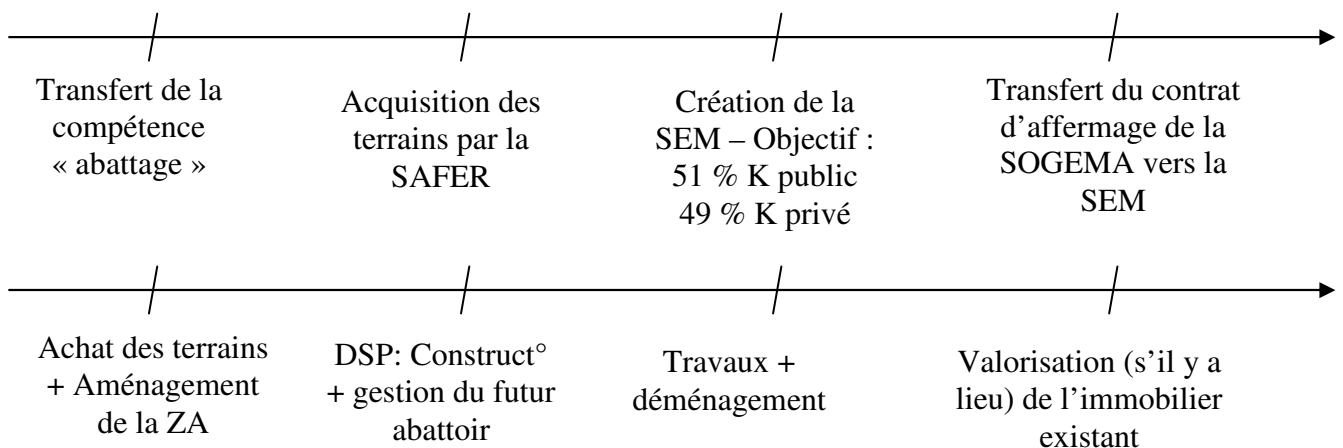 Transfert de la
compétence
« abattage »
Acquisition des
terrains par la
SAFER
Création de la
SEM – Objectif :
51 % K public
49 % K privé
Transfert du contrat
d’affermage de la
SOGEMA vers la
SEM
Achat des terrains
+ Aménagement
de la ZA
DSP: Construct°
+ gestion du futur
abattoir
Travaux +
déménagement
Valorisation (s’il y a
lieu) de l’immobilier
existant